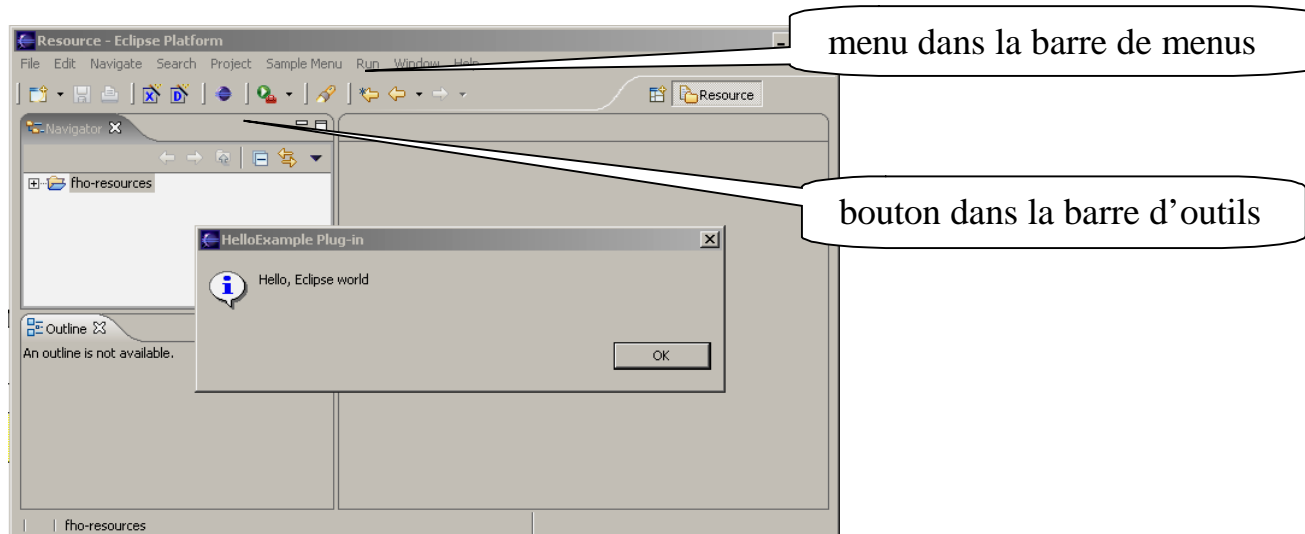 menu dans la barre de menus
Resource - Eclipse Platform
File Edit Navigate Search Project Sample Menu Run Window Help
Resource
Navigator
fho-resources
bouton dans la barre d’outils
HelloExample Plug-in
Hello, Eclipse world
OK
Outline
An outline is not available.
fho-resources